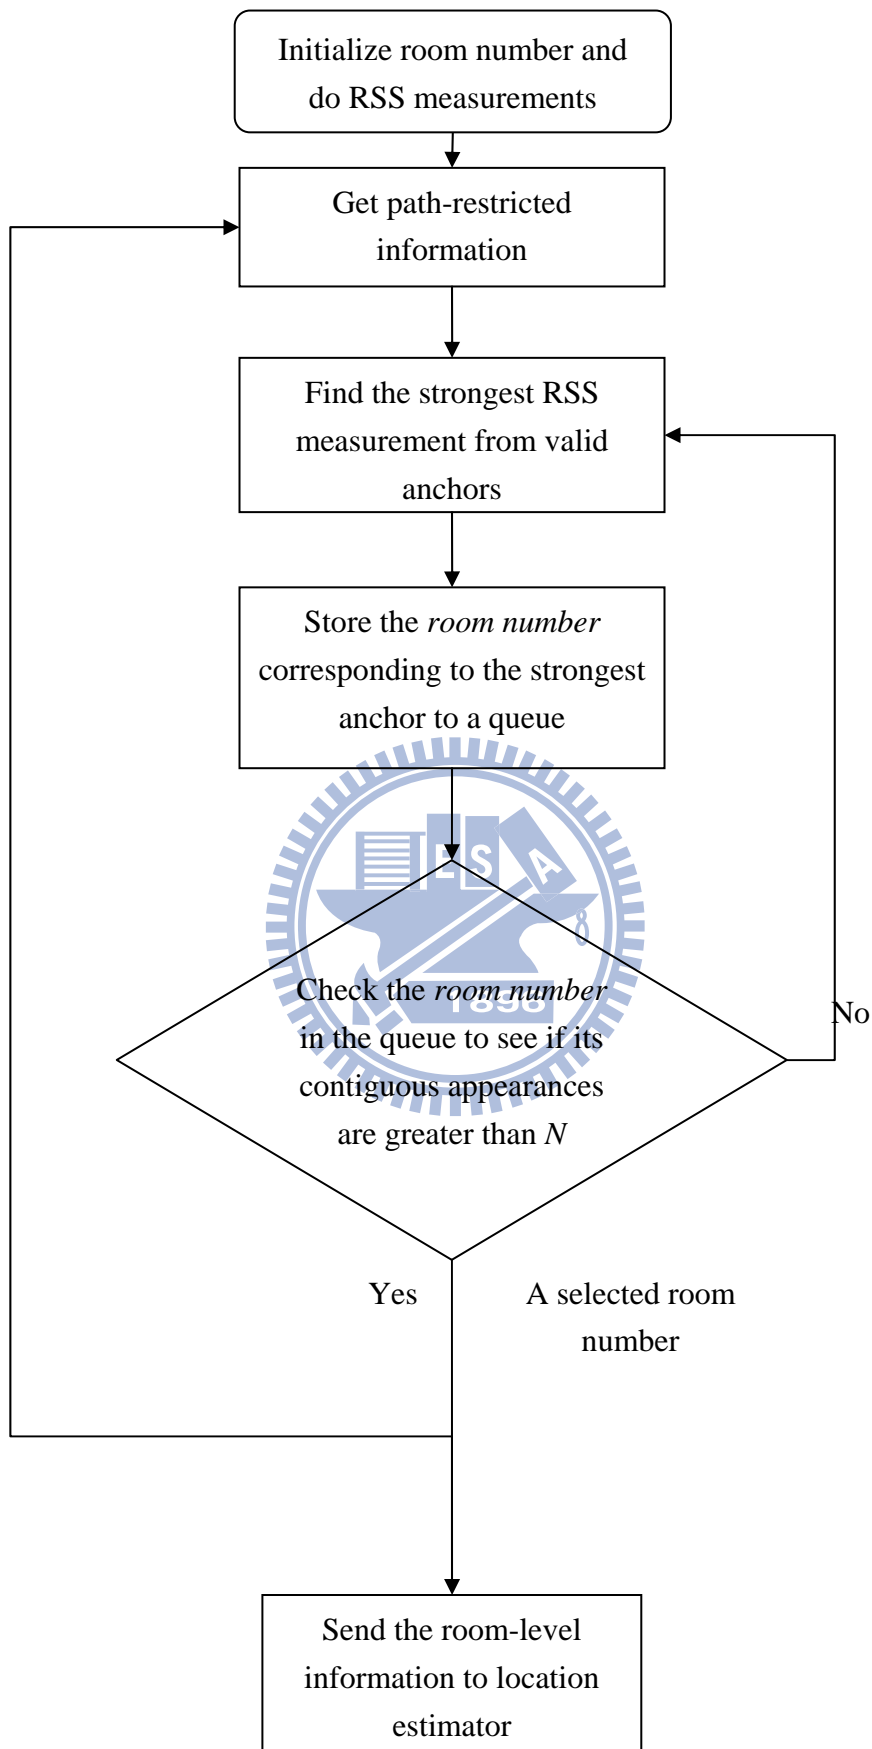 Initialize room number and
do RSS measurements
Get path-restricted
information
Find the strongest RSS
measurement from valid
anchors
Store the room number
corresponding to the strongest
anchor to a queue
E S A
1896
Check the room number
in the queue to see if its
contiguous appearances
are greater than N
No
Yes
A selected room
number
Send the room-level
information to location
estimator